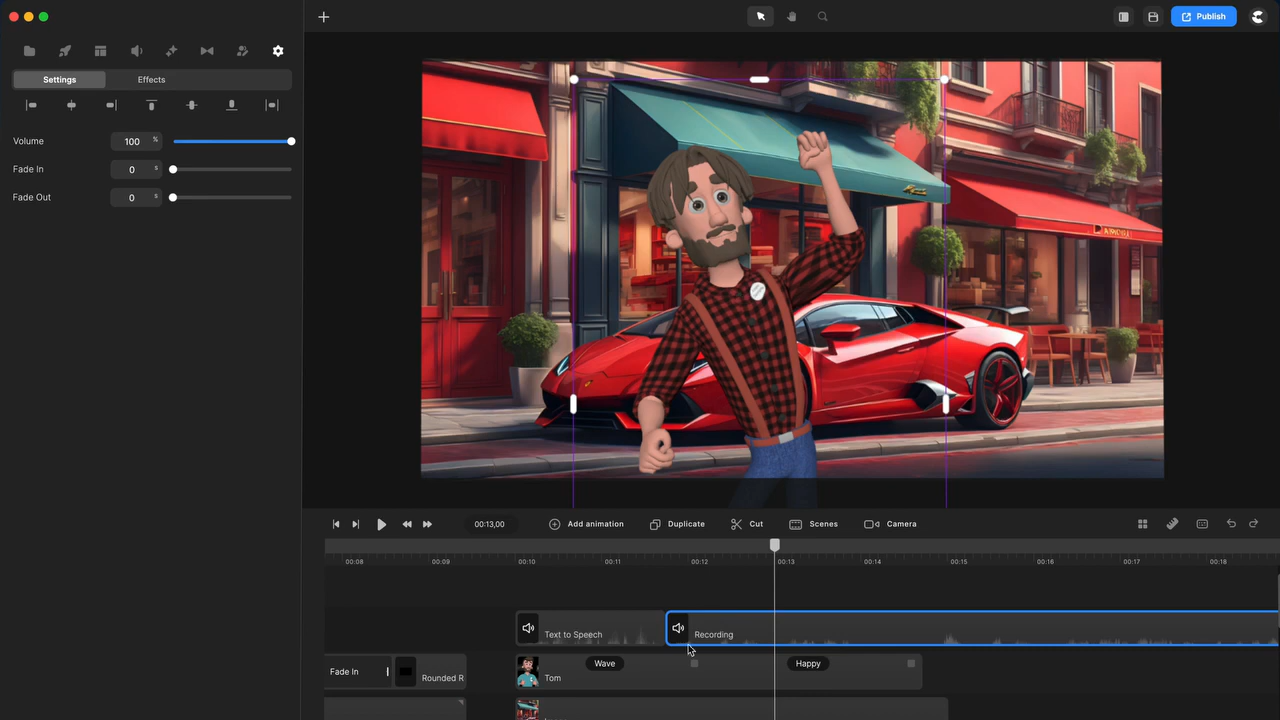 Publish
Settings
Effects
Volume
100 %
Fade In
0 s
Fade Out
0 s
00:13,00
Add animation
Duplicate
Cut
Scenes
Camera
00:08
00:09
00:10
00:11
00:12
00:13
00:14
00:15
00:16
00:17
00:18
Text to Speech
Recording
Fade In
Rounded R
Wave
Happy
Tom